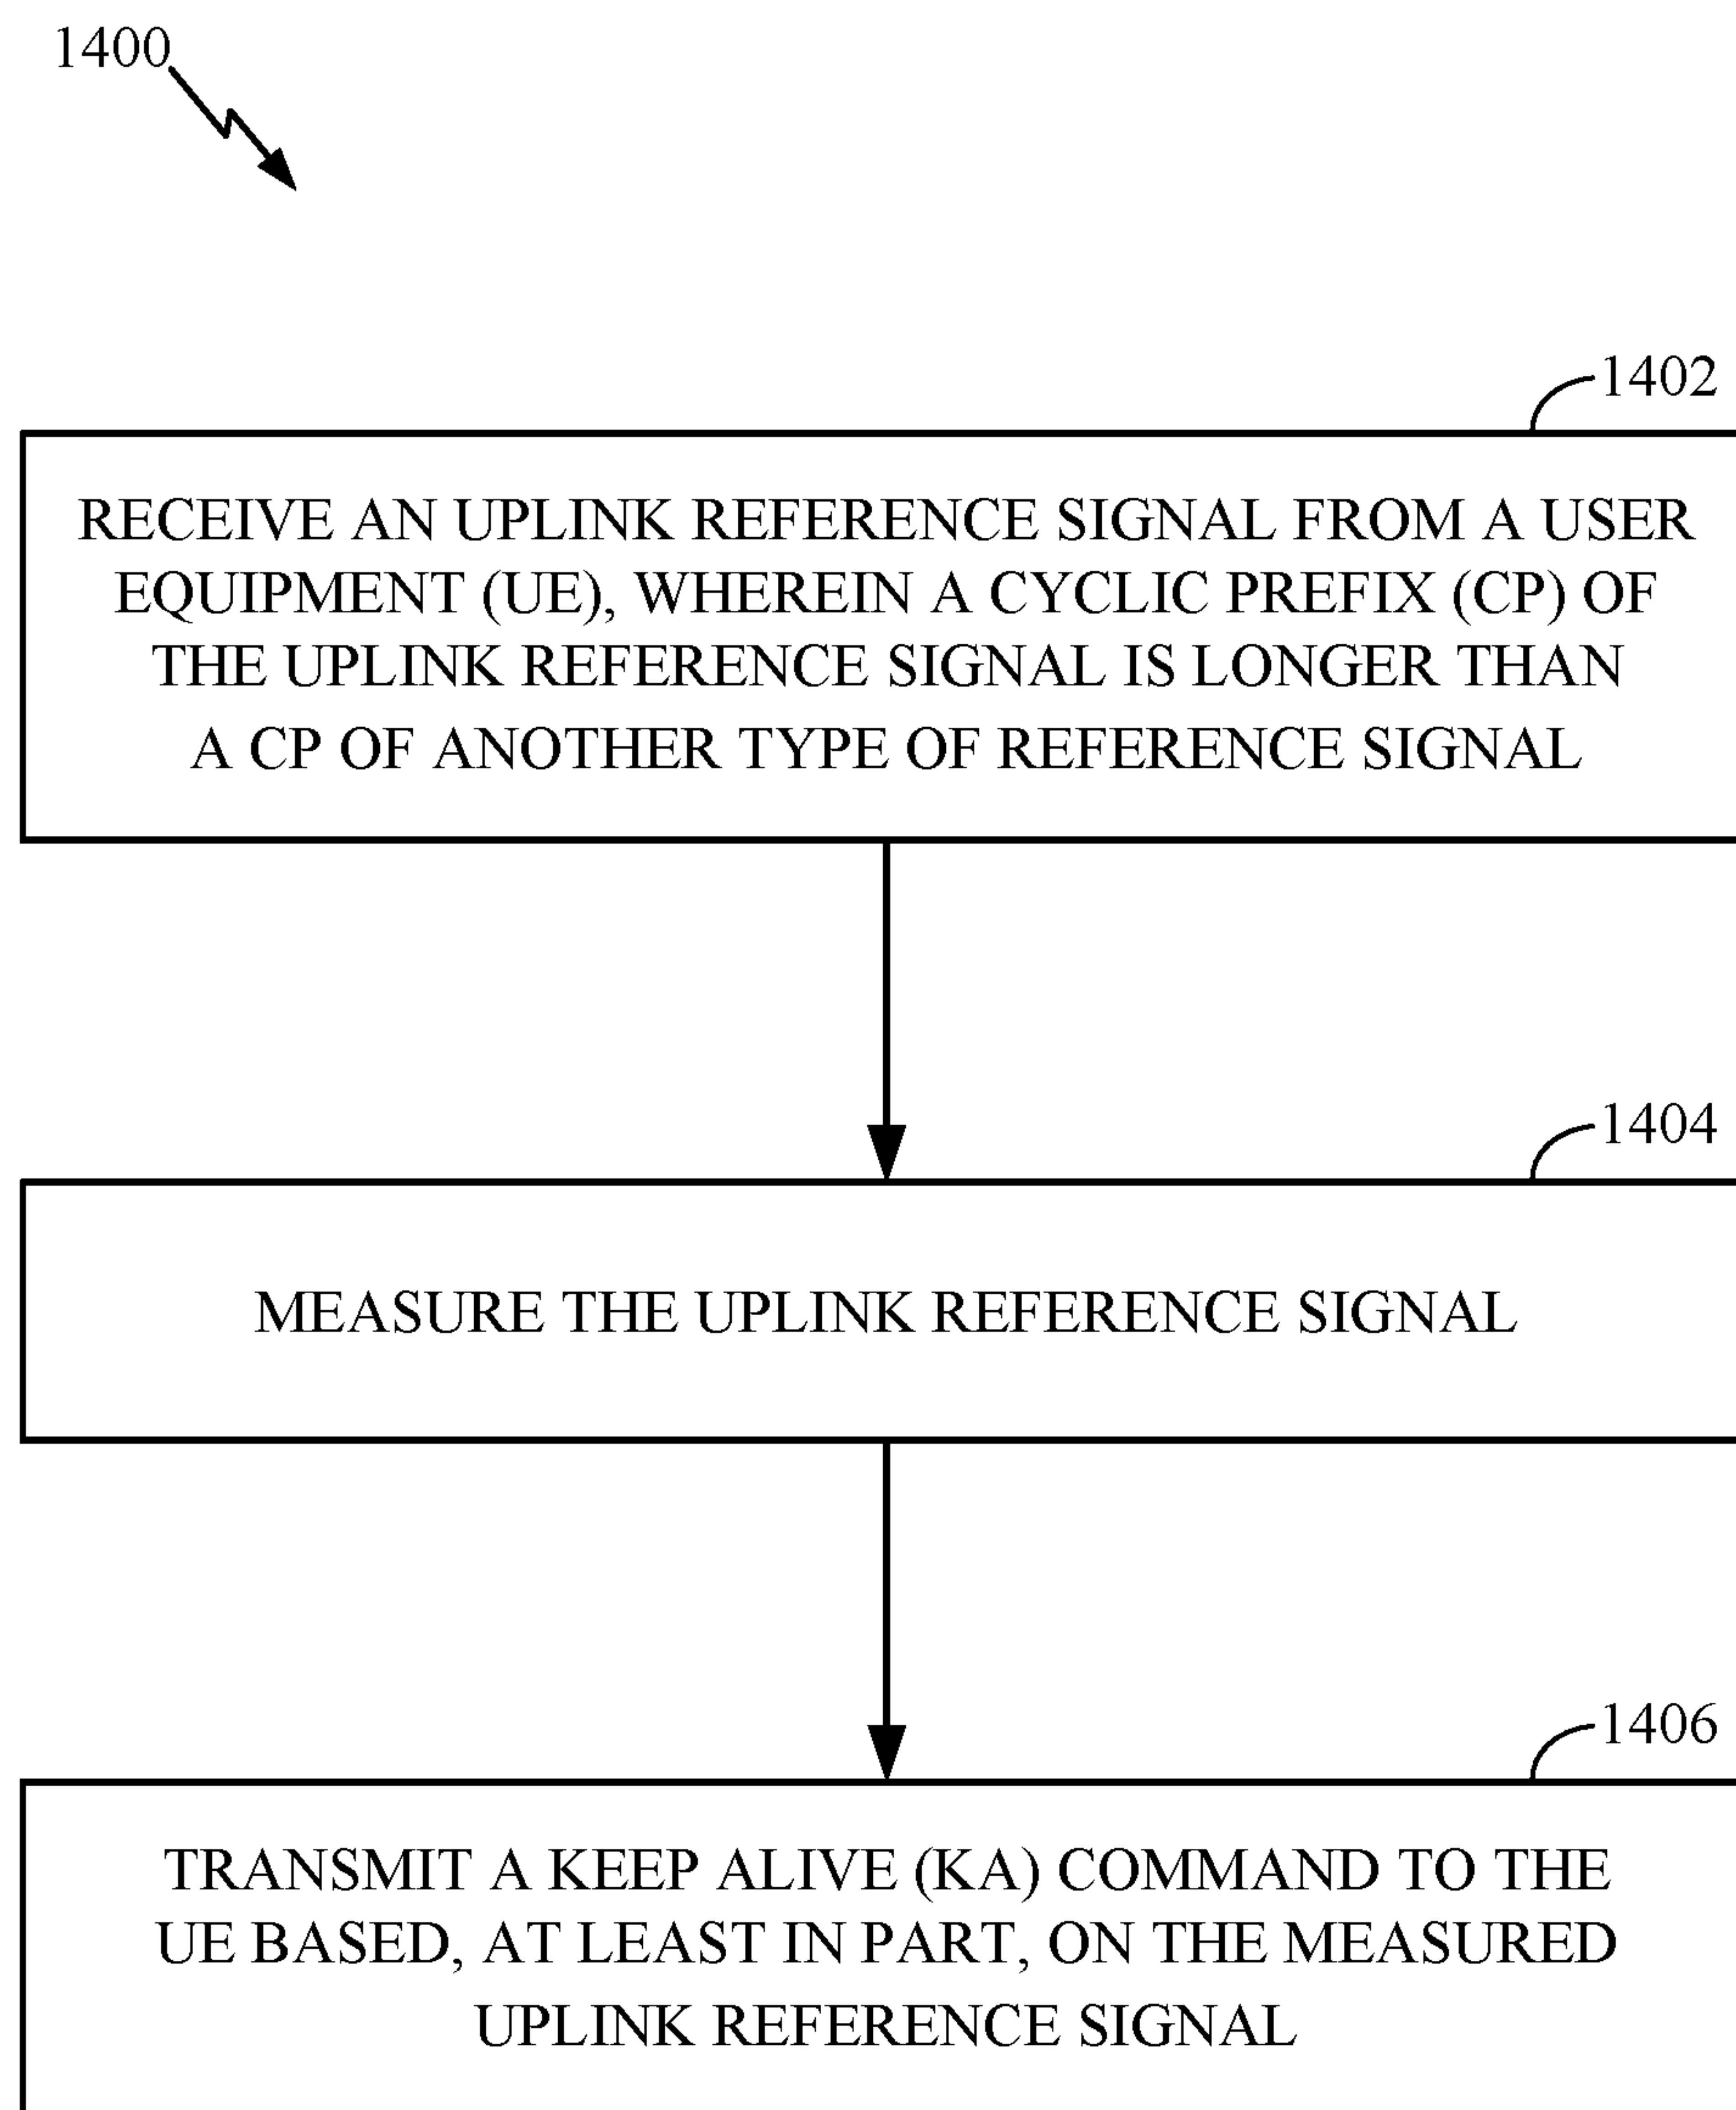 1400
1402
RECEIVE AN UPLINK REFERENCE SIGNAL FROM A USER
EQUIPMENT (UE), WHEREIN A CYCLIC PREFIX (CP) OF
THE UPLINK REFERENCE SIGNAL IS LONGER THAN
A CP OF ANOTHER TYPE OF REFERENCE SIGNAL
1404
MEASURE THE UPLINK REFERENCE SIGNAL
1406
TRANSMIT A KEEP ALIVE (KA) COMMAND TO THE
UE BASED, AT LEAST IN PART, ON THE MEASURED
UPLINK REFERENCE SIGNAL